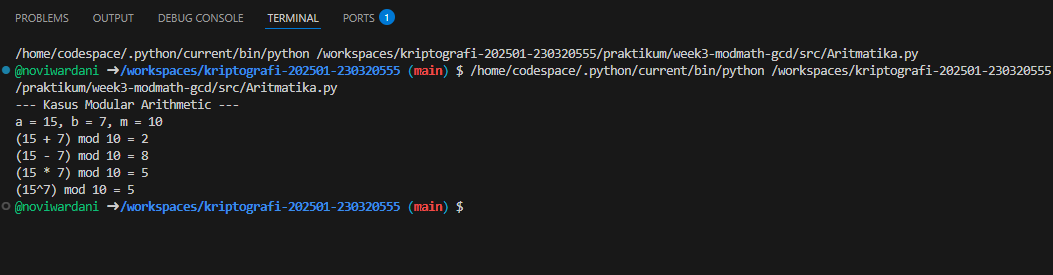 PROBLEMS OUTPUT DEBUG CONSOLE TERMINAL PORTS 1
/home/codespace/.python/current/bin/python /workspaces/kriptografi-202501-230320555/praktikum/week3-modmath-gcd/src/Aritmatika.py
@noviwardani ➜/workspaces/kriptografi-202501-230320555 (main) $ /home/codespace/.python/current/bin/python /workspaces/kriptografi-202501-230320555
/praktikum/week3-modmath-gcd/src/Aritmatika.py
--- Kasus Modular Arithmetic ---
a = 15, b = 7, m = 10
(15 + 7) mod 10 = 2
(15 - 7) mod 10 = 8
(15 * 7) mod 10 = 5
(15^7) mod 10 = 5
@noviwardani ➜/workspaces/kriptografi-202501-230320555 (main) $